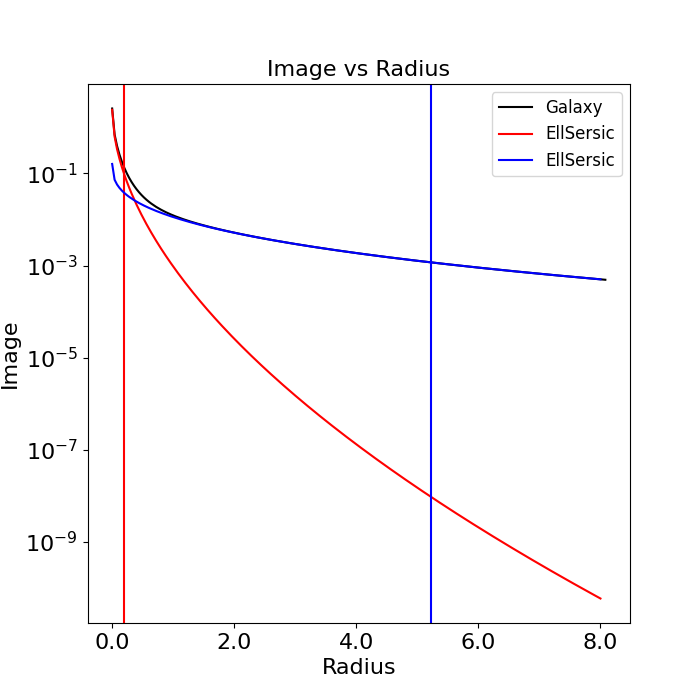 Image vs Radius
Galaxy
EllSersic
EllSersic
Image
10⁻¹
10⁻³
10⁻⁵
10⁻⁷
10⁻⁹
0.0 2.0 4.0 6.0 8.0
Radius